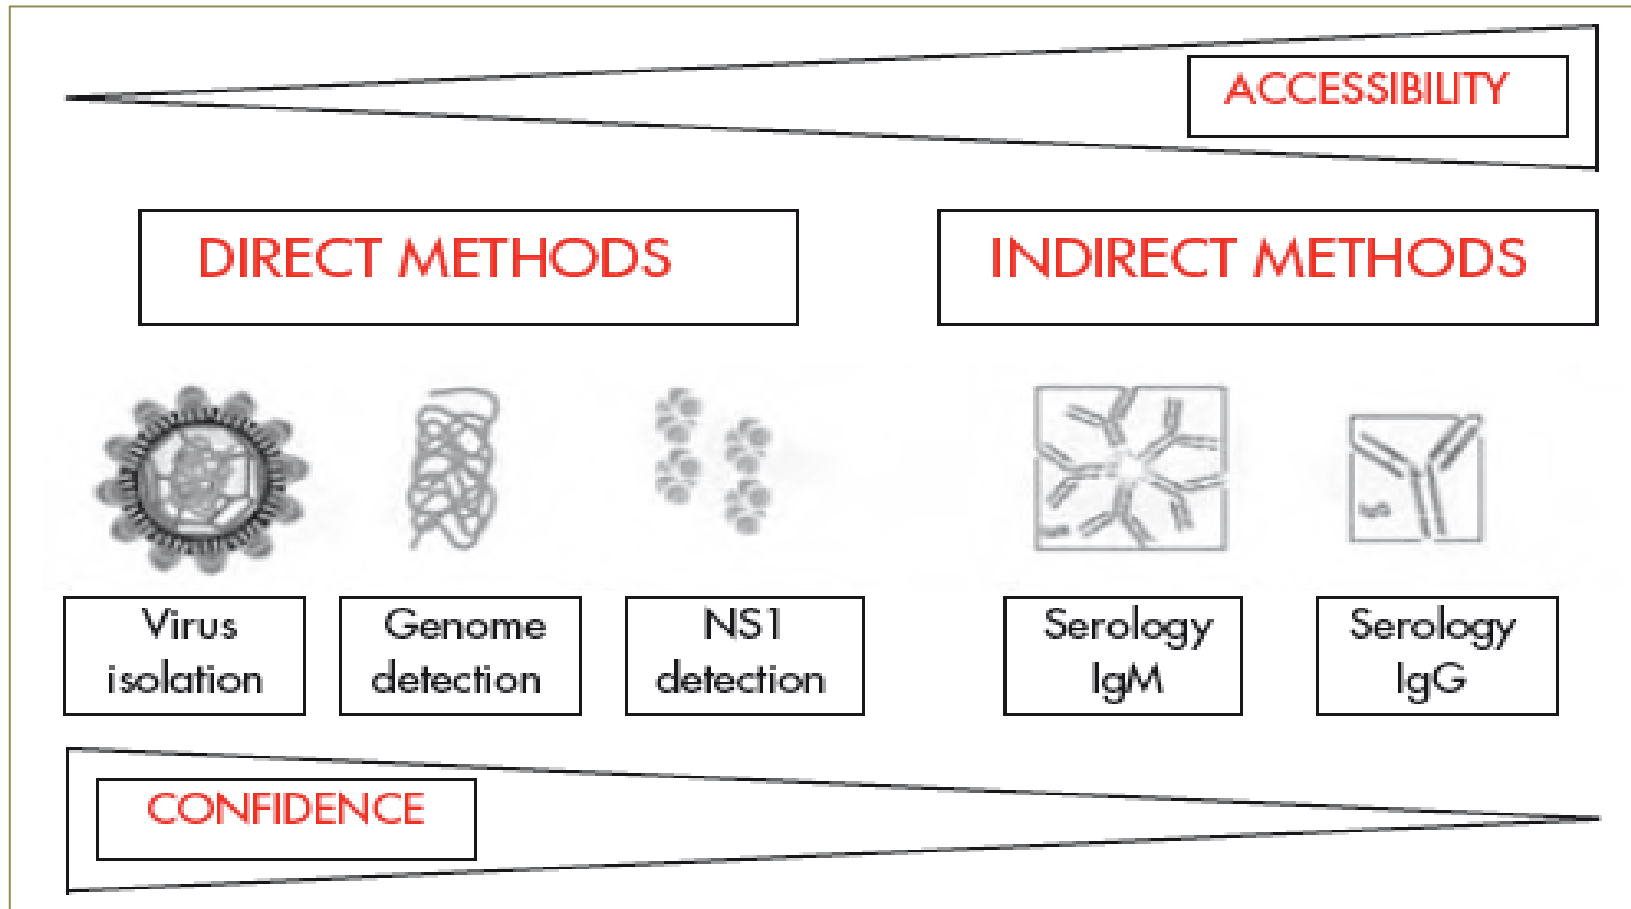 ACCESSIBILITY
DIRECT METHODS
INDIRECT METHODS
Virus
isolation
Genome
detection
NS1
detection
Serology
IgM
Serology
IgG
CONFIDENCE